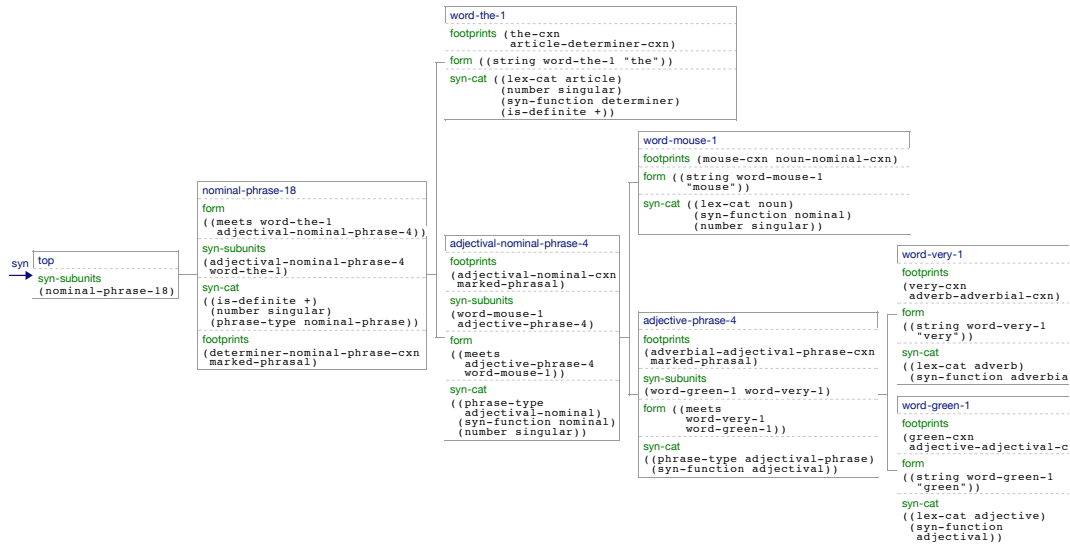 syn
top
syn-subunits
(nominal-phrase-18)
nominal-phrase-18
form
((meets word-the-1
adjectival-nominal-phrase-4))
syn-subunits
(adjectival-nominal-phrase-4
word-the-1)
syn-cat
((is-definite +)
(number singular)
(phrase-type nominal-phrase))
footprints
(determiner-nominal-phrase-cxn
marked-phrasal)
word-the-1
footprints (the-cxn
article-determiner-cxn)
form ((string word-the-1 "the"))
syn-cat ((lex-cat article)
(number singular)
(syn-function determiner)
(is-definite +))
adjectival-nominal-phrase-4
footprints
(adjectival-nominal-cxn
marked-phrasal)
syn-subunits
(word-mouse-1
adjective-phrase-4)
form
((meets
adjective-phrase-4
word-mouse-1))
syn-cat
((phrase-type
adjectival-nominal)
(syn-function nominal)
(number singular))
word-mouse-1
footprints (mouse-cxn noun-nominal-cxn)
form ((string word-mouse-1
"mouse"))
syn-cat ((lex-cat noun)
(syn-function nominal)
(number singular))
adjective-phrase-4
footprints
(adverbial-adjectival-phrase-cxn
marked-phrasal)
syn-subunits
(word-green-1 word-very-1)
form ((meets
word-very-1
word-green-1))
syn-cat
((phrase-type adjectival-phrase)
(syn-function adjectival))
word-very-1
footprints
(very-cxn
adverb-adverbial-cxn)
form
((string word-very-1
"very"))
syn-cat
((lex-cat adverb)
(syn-function adverbia
word-green-1
footprints
(green-cxn
adjective-adjectival-c
form
((string word-green-1
"green"))
syn-cat
((lex-cat adjective)
(syn-function
adjectival))